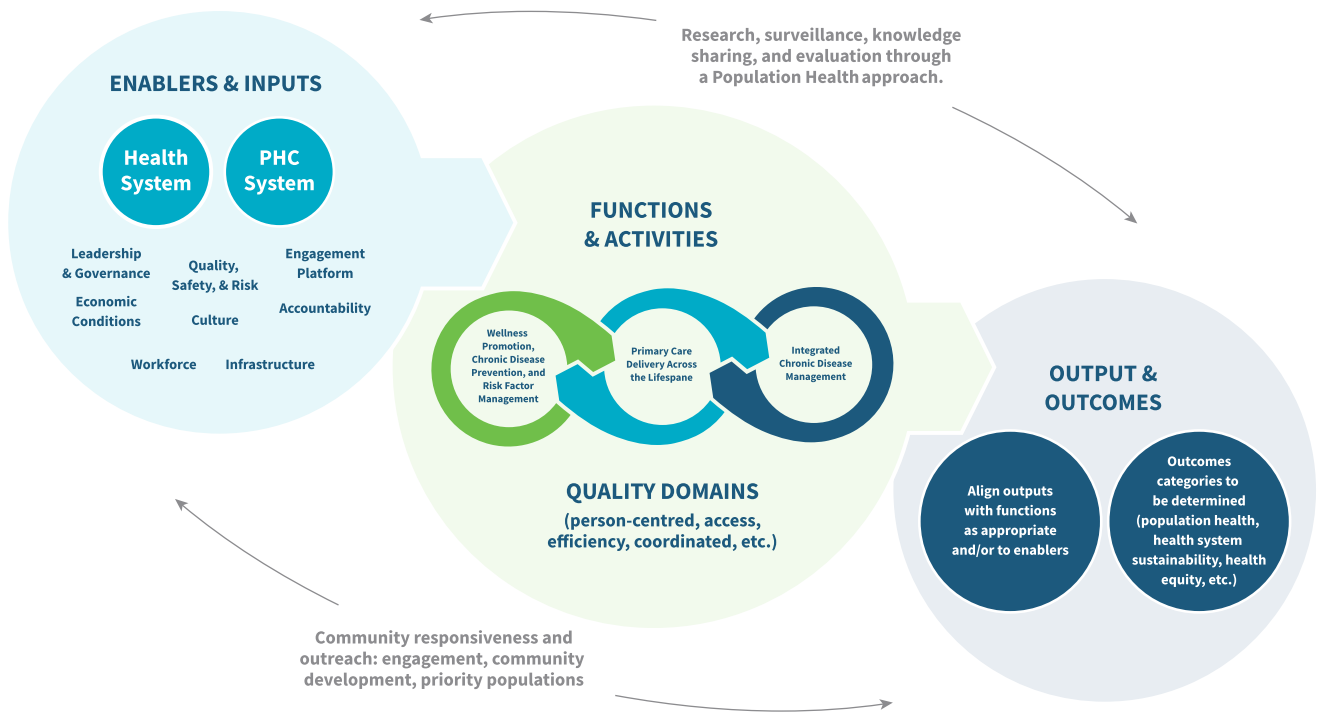 Research, surveillance, knowledge
sharing, and evaluation through
a Population Health approach.
ENABLERS & INPUTS
Health
System
PHC
System
Leadership
& Governance
Quality,
Safety, & Risk
Engagement
Platform
Economic
Conditions
Culture
Accountability
Workforce
Infrastructure
FUNCTIONS
& ACTIVITIES
Wellness
Promotion,
Chronic Disease
Prevention, and
Risk Factor
Management
Primary Care
Delivery Across
the Lifespane
Integrated
Chronic Disease
Management
QUALITY DOMAINS
(person-centred, access,
efficiency, coordinated, etc.)
OUTPUT &
OUTCOMES
Align outputs
with functions
as appropriate
and/or to enablers
Outcomes
categories to
be determined
(population health,
health system
sustainability, health
equity, etc.)
Community responsiveness and
outreach: engagement, community
development, priority populations